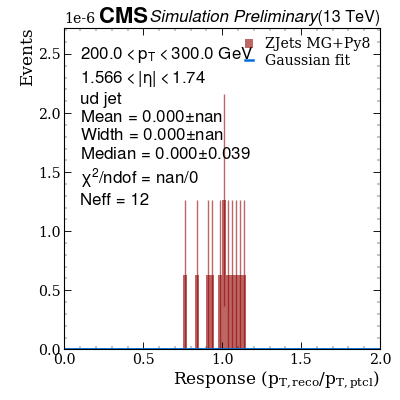 1e-6 CMS Simulation Preliminary (13 TeV)
Events
200.0 < pT < 300.0 GeV
1.566 < |η| < 1.74
ud jet
Mean = 0.000±nan
Width = 0.000±nan
Median = 0.000±0.039
χ²/ndof = nan/0
Neff = 12
ZJets MG+Py8
Gaussian fit
2.5
2.0
1.5
1.0
0.5
0.0
0.0 0.5 1.0 1.5 2.0
Response (pT,reco/pT,ptcl)